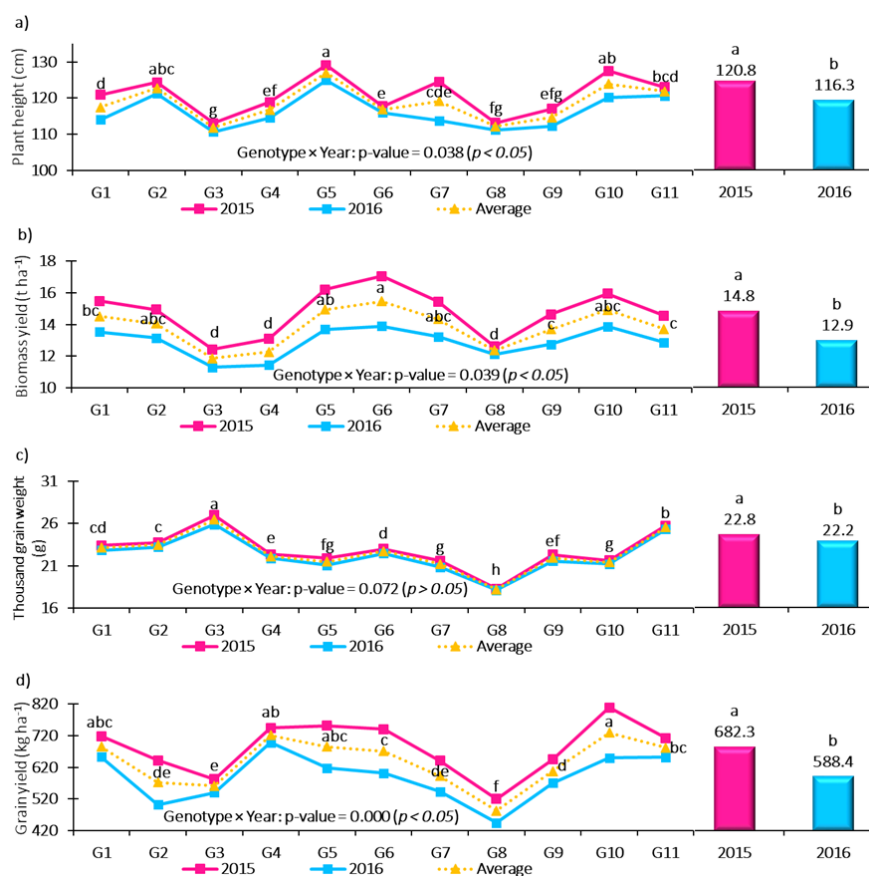 a)
Plant height (cm)
130
120
110
100
d
abc
g
ef
a
e
cde
fg
efg
ab
bcd
Genotype × Year: p-value = 0.038 (p < 0.05)
G1 G2 G3 G4 G5 G6 G7 G8 G9 G10 G11
2015 2016 Average
a
120.8
b
116.3
2015 2016
b)
Biomass yield (t ha⁻¹)
18
16
14
12
10
bc
abc
d
d
ab
a
abc
d
c
abc
c
Genotype × Year: p-value = 0.039 (p < 0.05)
G1 G2 G3 G4 G5 G6 G7 G8 G9 G10 G11
2015 2016 Average
a
14.8
b
12.9
2015 2016
c)
Thousand grain weight
(g)
31
26
21
16
cd
c
a
e
fg
d
g
h
ef
g
b
Genotype × Year: p-value = 0.072 (p > 0.05)
G1 G2 G3 G4 G5 G6 G7 G8 G9 G10 G11
2015 2016 Average
a
22.8
b
22.2
2015 2016
d)
Grain yield (kg ha⁻¹)
820
720
620
520
420
abc
de
e
ab
abc
c
de
f
d
a
bc
Genotype × Year: p-value = 0.000 (p < 0.05)
G1 G2 G3 G4 G5 G6 G7 G8 G9 G10 G11
2015 2016 Average
a
682.3
b
588.4
2015 2016